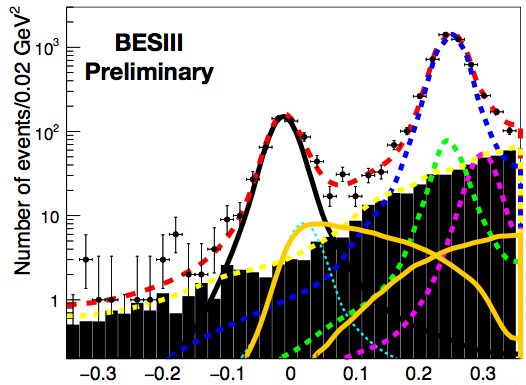 BESIII
Preliminary
Number of events/0.02 GeV²
10³
10²
10
1
−0.3 −0.2 −0.1 0 0.1 0.2 0.3